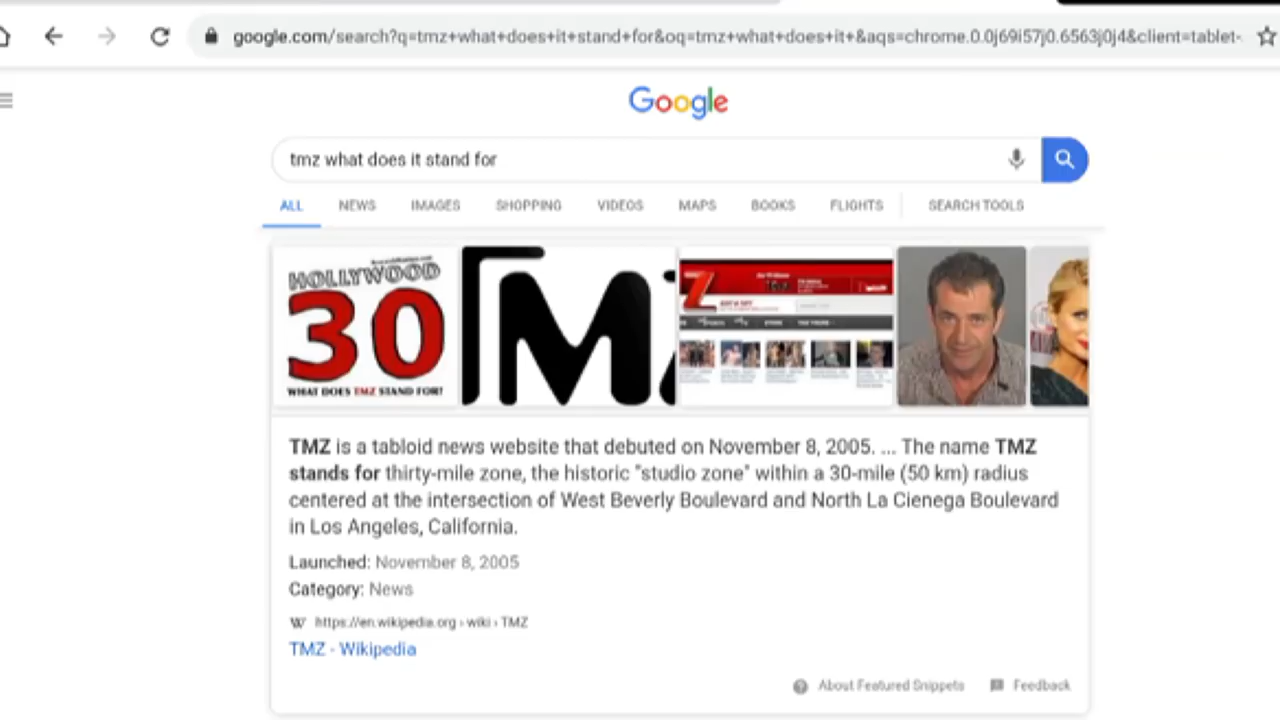 google.com/search?q=tmz+what+does+it+stand+for&oq=tmz+what+does+it+&aqs=chrome.0.0j69i57j0.6563j0j4&client=tablet-
Google
tmz what does it stand for
ALL NEWS IMAGES SHOPPING VIDEOS MAPS BOOKS FLIGHTS SEARCH TOOLS
HOLLYWOOD
30
WHAT DOES TMZ STAND FOR?
TM
TMZ is a tabloid news website that debuted on November 8, 2005. ... The name TMZ
stands for thirty-mile zone, the historic "studio zone" within a 30-mile (50 km) radius
centered at the intersection of West Beverly Boulevard and North La Cienega Boulevard
in Los Angeles, California.
Launched: November 8, 2005
Category: News
W https://en.wikipedia.org › wiki › TMZ
TMZ - Wikipedia
About Featured Snippets Feedback